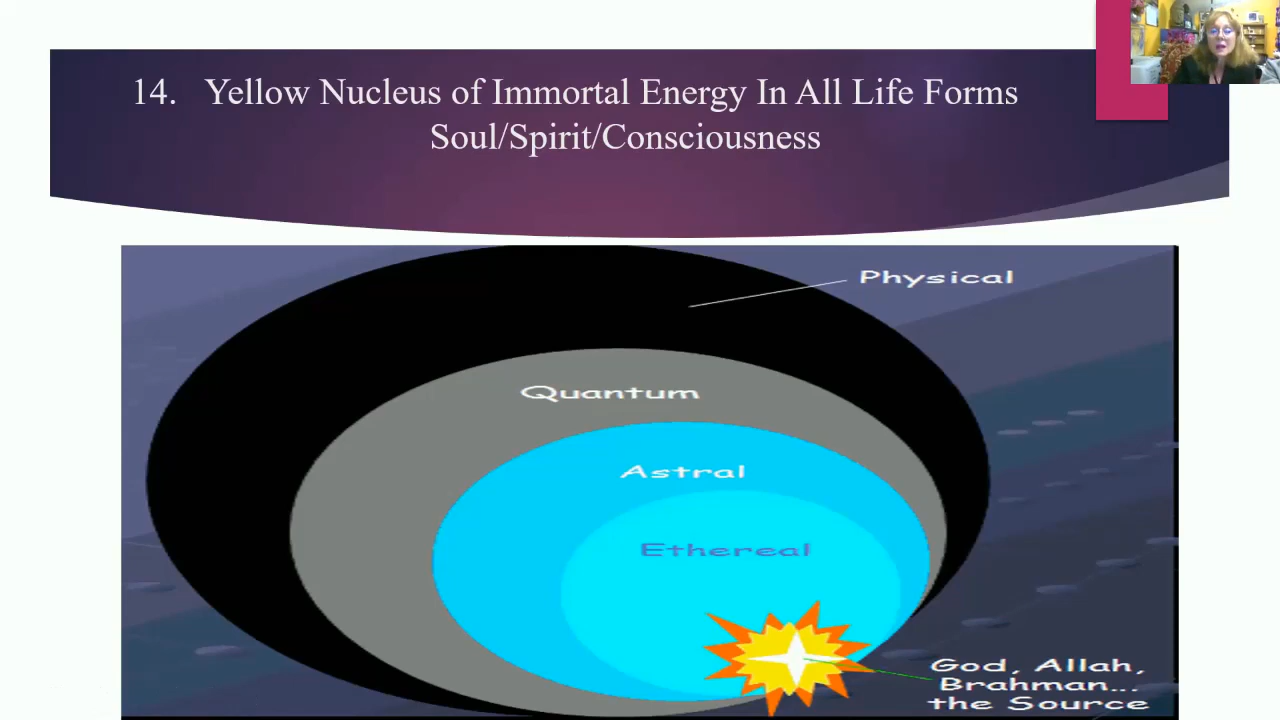 14. Yellow Nucleus of Immortal Energy In All Life Forms
Soul/Spirit/Consciousness
Physical
Quantum
Astral
Ethereal
God, Allah,
Brahman...
the Source